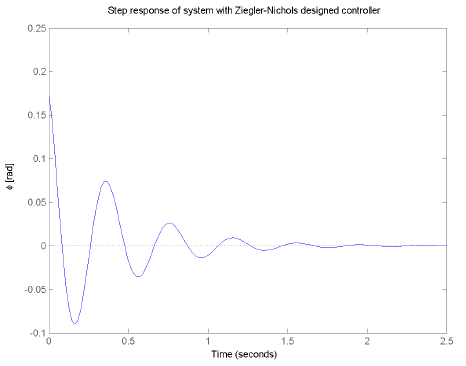 Step response of system with Ziegler-Nichols designed controller
0.25
0.2
0.15
0.1
0.05
0
-0.05
-0.1
ϕ [rad]
0 0.5 1 1.5 2 2.5
Time (seconds)